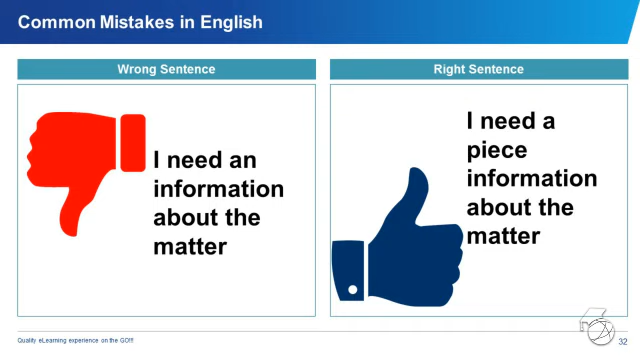 Common Mistakes in English
Wrong Sentence
I need an
information
about the
matter
Right Sentence
I need a
piece
information
about the
matter
Quality eLearning experience on the GO!!!
32